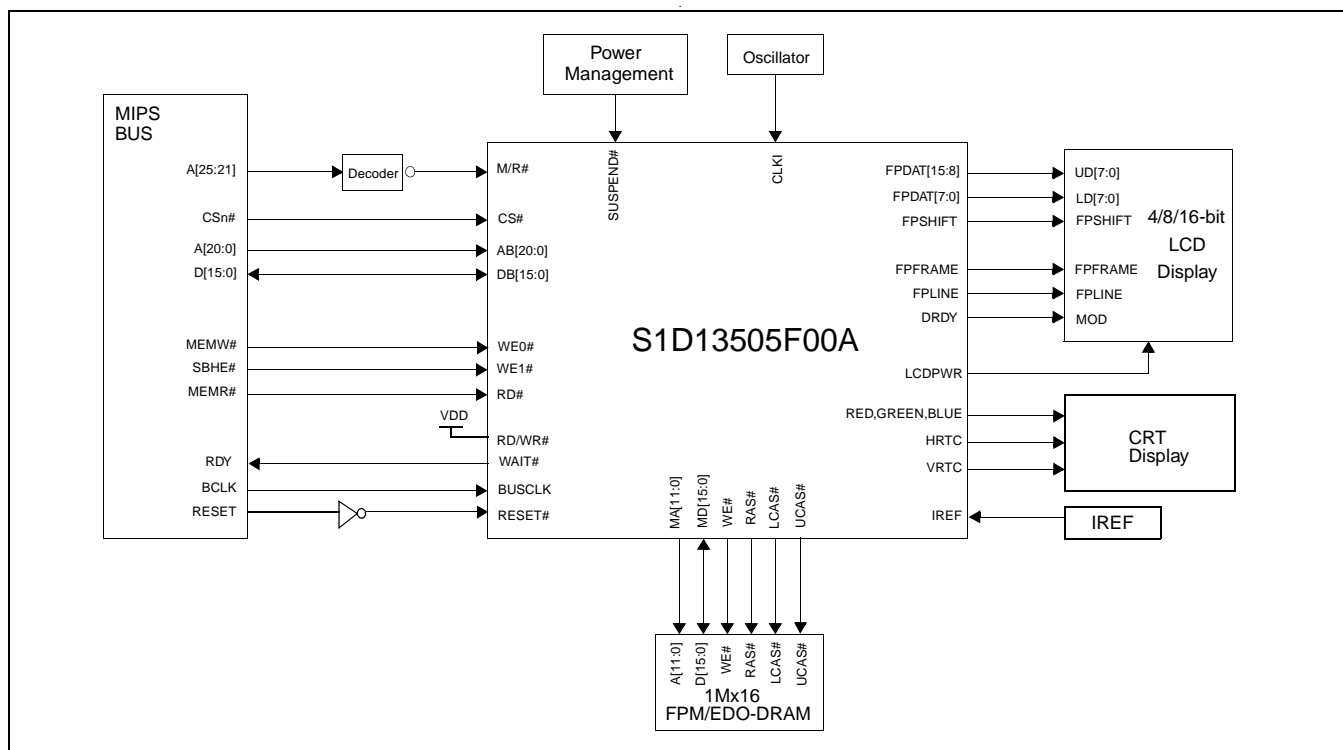 Power
Management
Oscillator
MIPS
BUS
A[25:21]
Decoder
M/R#
CSn#
CS#
A[20:0]
AB[20:0]
D[15:0]
DB[15:0]
MEMW#
WE0#
SBHE#
WE1#
MEMR#
RD#
VDD
RD/WR#
RDY
WAIT#
BCLK
BUSCLK
RESET
RESET#
SUSPEND#
CLKI
S1D13505F00A
FPDAT[15:8]
UD[7:0]
FPDAT[7:0]
LD[7:0]
FPSHIFT
FPSHIFT
4/8/16-bit
LCD
Display
FPFRAME
FPFRAME
FPLINE
FPLINE
DRDY
MOD
LCDPWR
RED,GREEN,BLUE
HRTC
VRTC
CRT
Display
IREF
IREF
MA[11:0]
MD[15:0]
WE#
RAS#
LCAS#
UCAS#
A[11:0]
D[15:0]
WE#
RAS#
LCAS#
UCAS#
1Mx16
FPM/EDO-DRAM